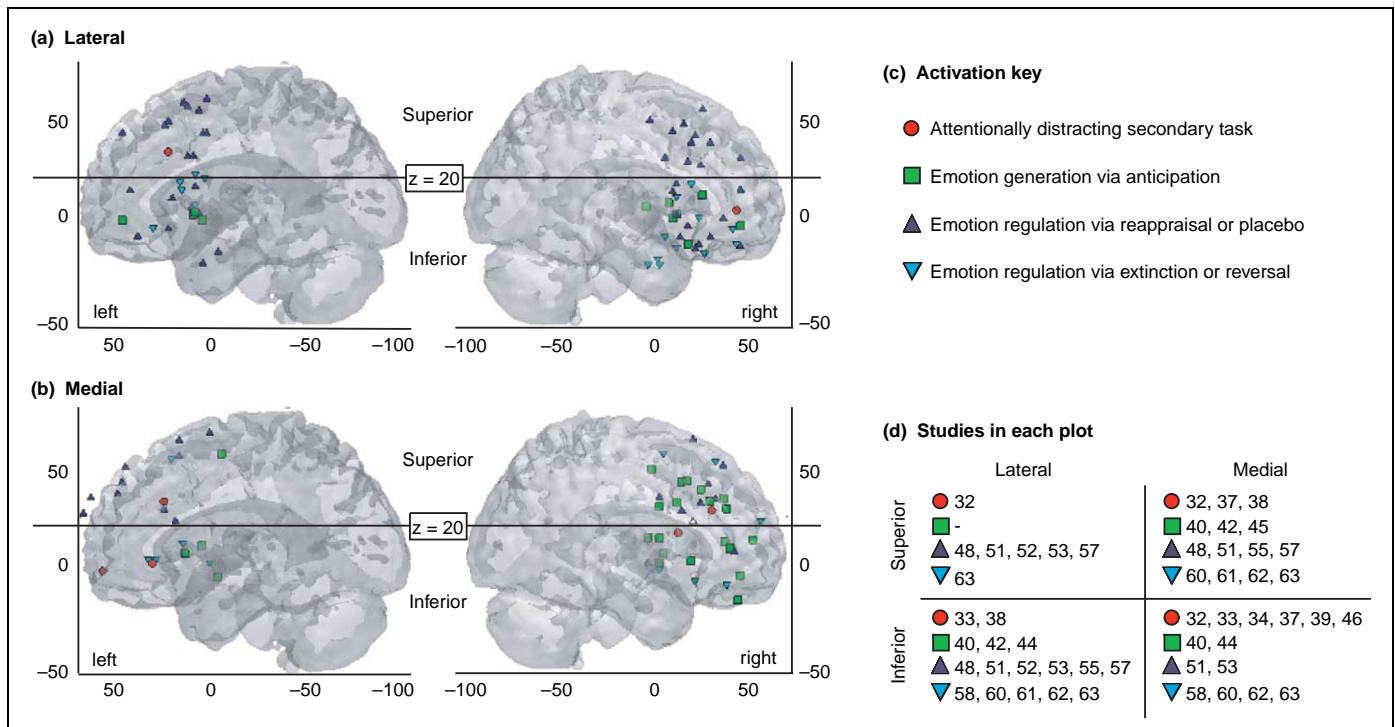 (a) Lateral
50
0
–50
Superior
z = 20
Inferior
left
right
50
0
–50
50
0
–50
–100
–100
–50
0
50
(b) Medial
50
0
–50
Superior
z = 20
Inferior
left
right
50
0
–50
50
0
–50
–100
–100
–50
0
50
(c) Activation key
Attentionally distracting secondary task
Emotion generation via anticipation
Emotion regulation via reappraisal or placebo
Emotion regulation via extinction or reversal
(d) Studies in each plot
Lateral
Medial
Superior
32
-
48, 51, 52, 53, 57
63
32, 37, 38
40, 42, 45
48, 51, 55, 57
60, 61, 62, 63
Inferior
33, 38
40, 42, 44
48, 51, 52, 53, 55, 57
58, 60, 61, 62, 63
32, 33, 34, 37, 39, 46
40, 44
51, 53
58, 60, 62, 63